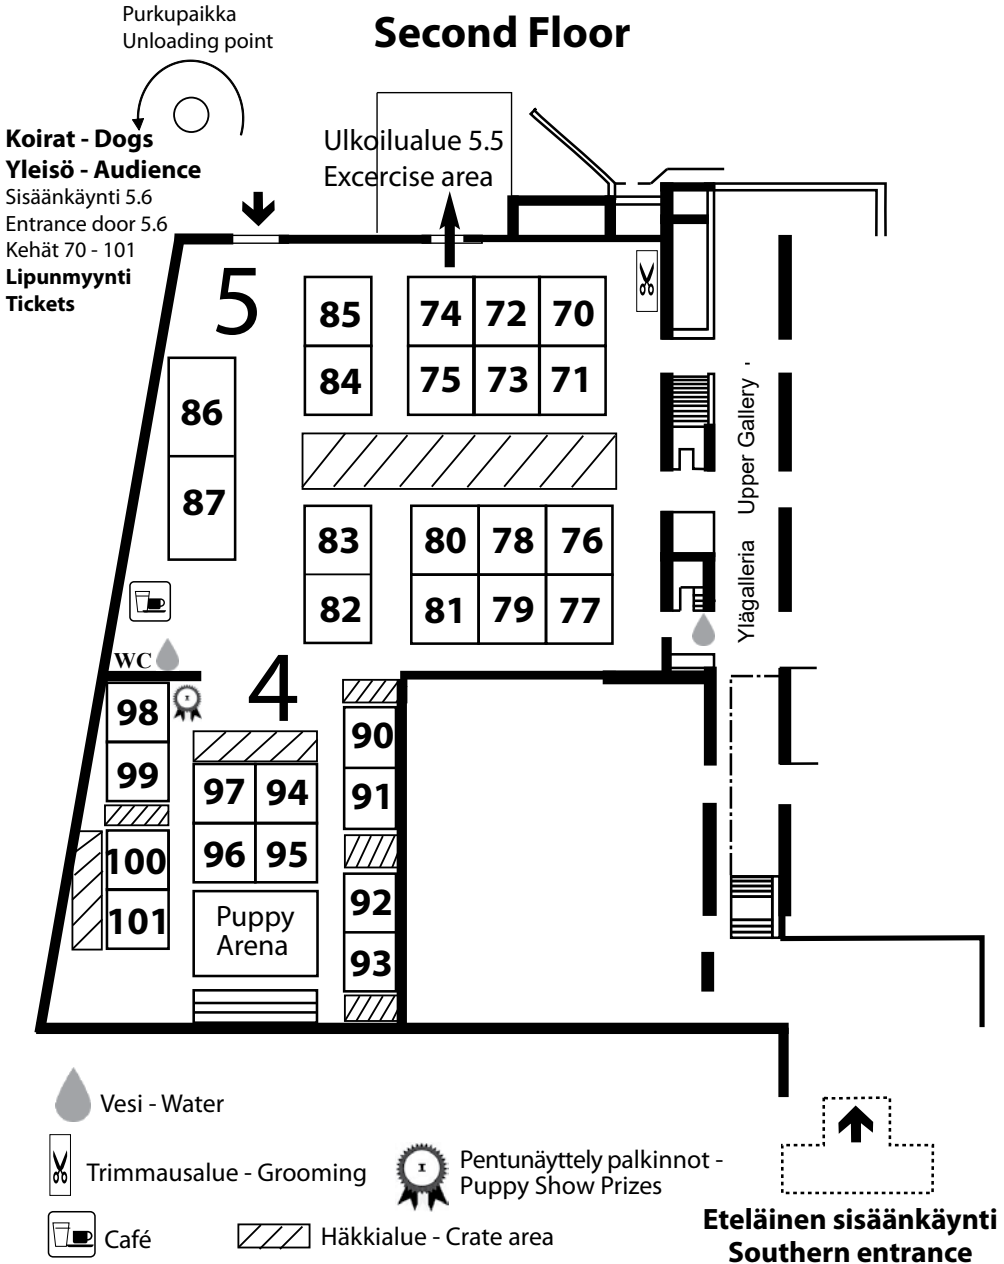 Purkupaikka
Unloading point
Second Floor
Koirat - Dogs
Yleisö - Audience
Sisäänkäynti 5.6
Entrance door 5.6
Kehät 70 - 101
Lipunmyynti
Tickets
Ulkoilualue 5.5
Excercise area
5
85
74
72
70
84
75
73
71
86
87
83
80
78
76
82
81
79
77
Ylägalleria Upper Gallery -
WC
4
98
99
100
101
97
94
96
95
Puppy
Arena
90
91
92
93
Vesi - Water
Trimmausalue - Grooming
Café
I
Pentunäyttely palkinnot -
Puppy Show Prizes
Häkkialue - Crate area
Eteläinen sisäänkäynti
Southern entrance